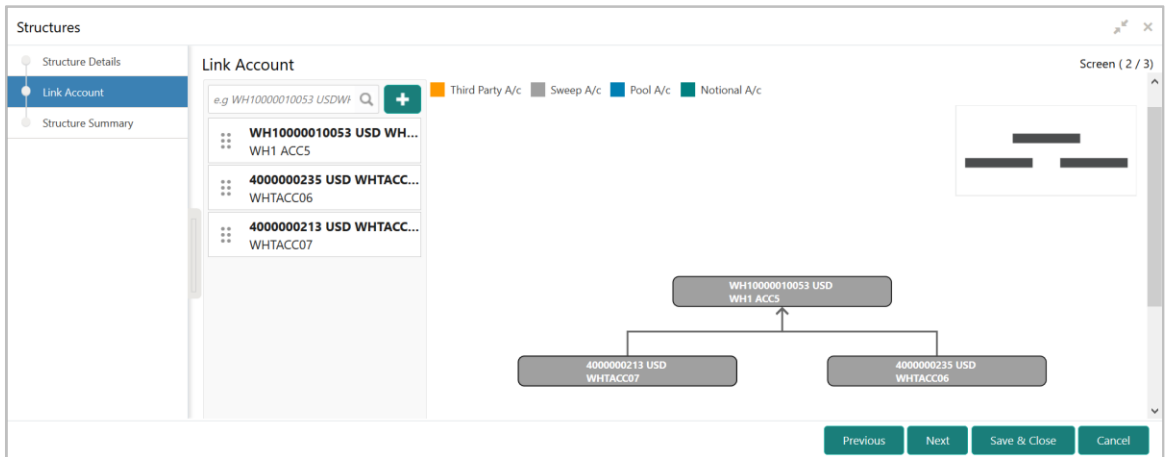 Structures
Structure Details
Link Account
Structure Summary
Link Account
Screen ( 2 / 3)
e.g WH10000010053 USDWH
Third Party A/c
Sweep A/c
Pool A/c
Notional A/c
WH10000010053 USD WH...
WH1 ACC5
4000000235 USD WHTACC...
WHTACC06
4000000213 USD WHTACC...
WHTACC07
WH10000010053 USD
WH1 ACC5
4000000213 USD
WHTACC07
4000000235 USD
WHTACC06
Previous
Next
Save & Close
Cancel